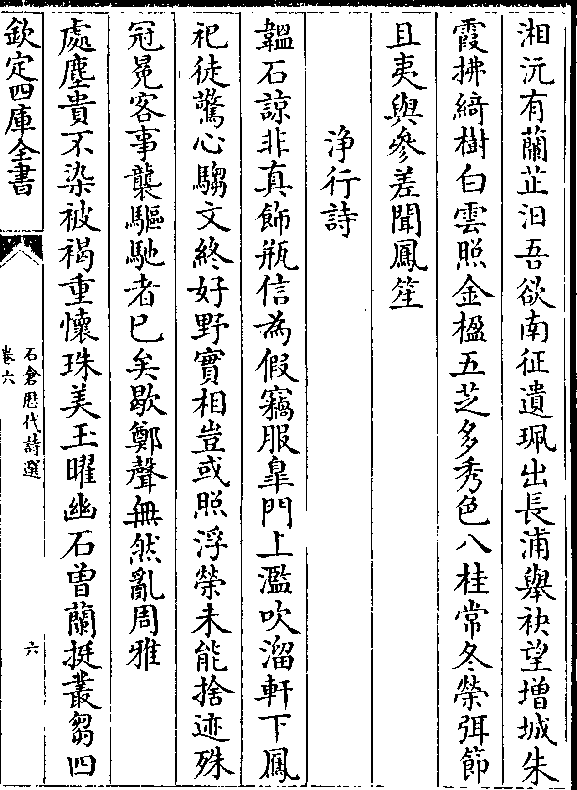 湘沅有蘭芷汩吾欲南征遺珮出長浦舉袂望増城朱
霞拂綺樹白雲照金楹五芝多秀色八桂常冬榮弭節
且夷與參差聞鳳笙
浄行詩
韞石諒非真飾瓶信為假竊服臯門上濫吹溜軒下鳳
祀徒驚心騶文終好野實相豈或照浮榮未能捨迹殊
冠冕客事襲驅馳者已矣歇鄭聲無然亂周雅
處塵貴不染被褐重懷珠美玉曜幽石曽蘭挺叢芻四
欽定四庫全書
石倉歴代詩選
卷六
六